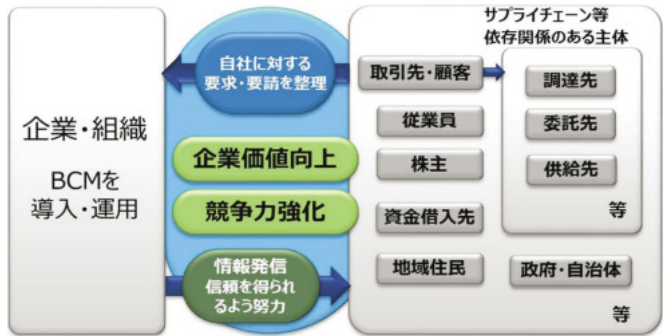 企業・組織
BCMを
導入・運用
自社に対する
要求・要請を整理
企業価値向上
競争力強化
情報発信
信頼を得られ
るよう努力
サプライチェーン等
依存関係のある主体
取引先・顧客
従業員
株主
資金借入先
地域住民
調達先
委託先
供給先
等
政府・自治体
等